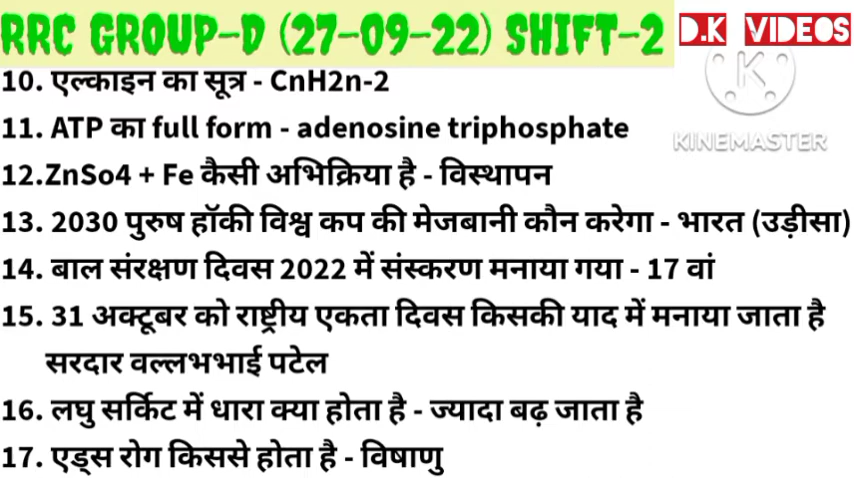 RRC GROUP-D (27-09-22) SHIFT-2 D.K VIDEOS
10. एल्काइन का सूत्र - CnH2n-2
KINEMASTER
11. ATP का full form - adenosine triphosphate
12.ZnSo4 + Fe कैसी अभिक्रिया है - विस्थापन
13. 2030 पुरुष हॉकी विश्व कप की मेजबानी कौन करेगा - भारत (उड़ीसा)
14. बाल संरक्षण दिवस 2022 में संस्करण मनाया गया - 17 वां
15. 31 अक्टूबर को राष्ट्रीय एकता दिवस किसकी याद में मनाया जाता है
सरदार वल्लभभाई पटेल
16. लघु सर्किट में धारा क्या होता है - ज्यादा बढ़ जाता है
17. एड्स रोग किससे होता है - विषाणु